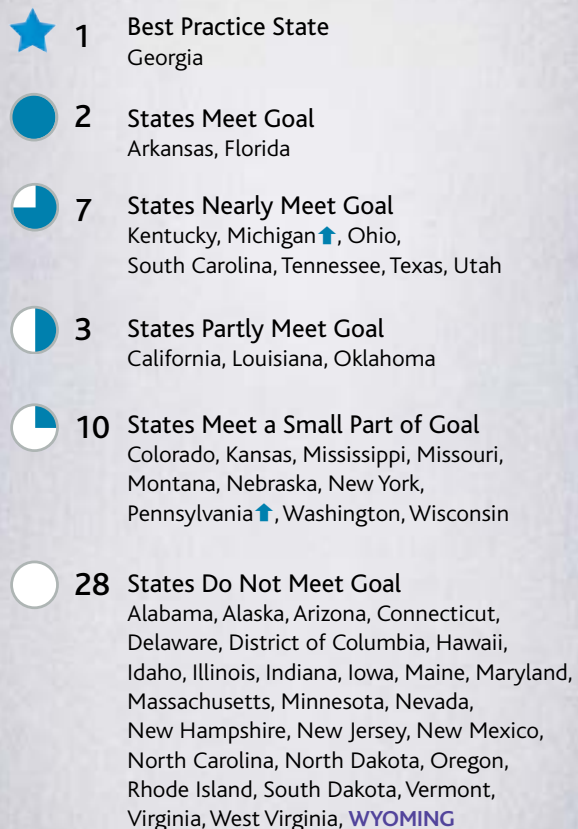 1 Best Practice State
Georgia
2 States Meet Goal
Arkansas, Florida
7 States Nearly Meet Goal
Kentucky, Michigan⬆, Ohio,
South Carolina, Tennessee, Texas, Utah
3 States Partly Meet Goal
California, Louisiana, Oklahoma
10 States Meet a Small Part of Goal
Colorado, Kansas, Mississippi, Missouri,
Montana, Nebraska, New York,
Pennsylvania⬆, Washington, Wisconsin
28 States Do Not Meet Goal
Alabama, Alaska, Arizona, Connecticut,
Delaware, District of Columbia, Hawaii,
Idaho, Illinois, Indiana, Iowa, Maine, Maryland,
Massachusetts, Minnesota, Nevada,
New Hampshire, New Jersey, New Mexico,
North Carolina, North Dakota, Oregon,
Rhode Island, South Dakota, Vermont,
Virginia, West Virginia, WYOMING